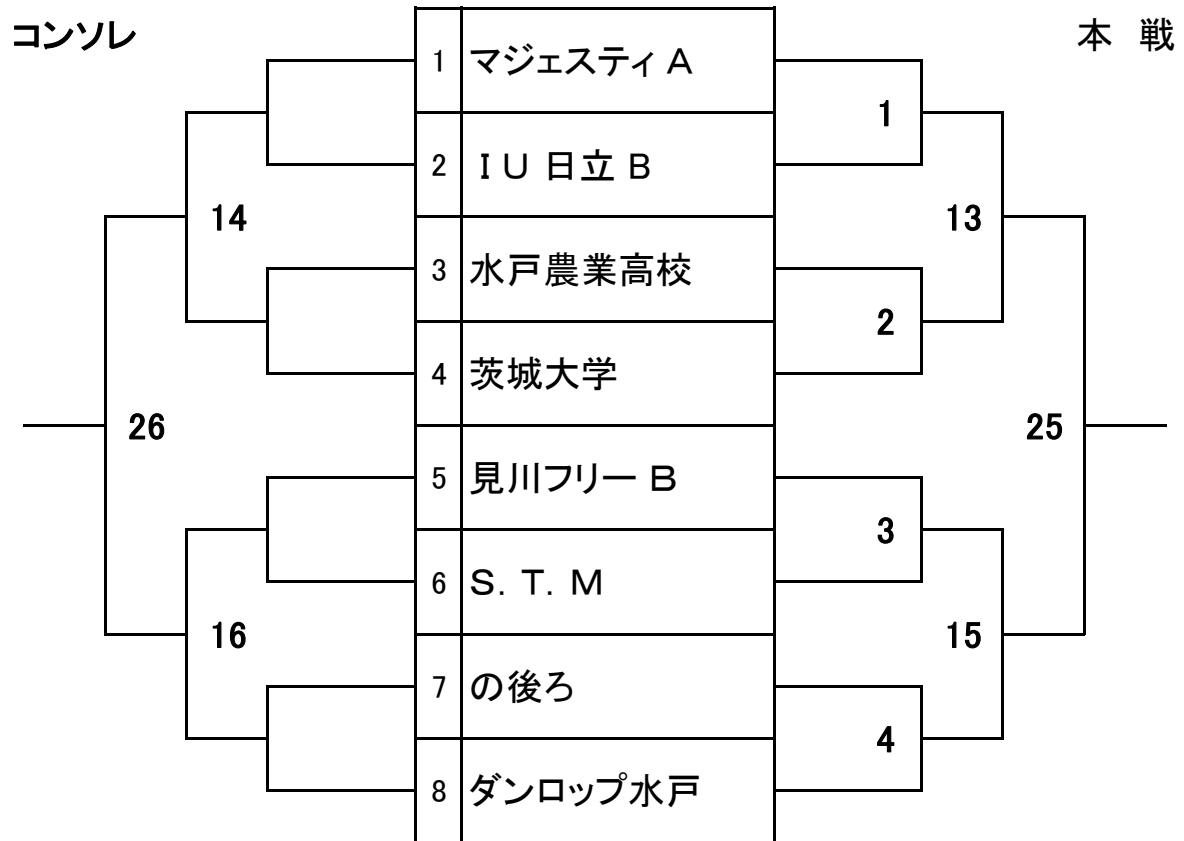 コンソレ
本 戦
1 マジェスティ A
1
2 I U 日立 B
14
13
3 水戸農業高校
2
4 茨城大学
26
25
5 見川フリー B
3
6 S. T. M
16
15
7 の後ろ
4
8 ダンロップ水戸